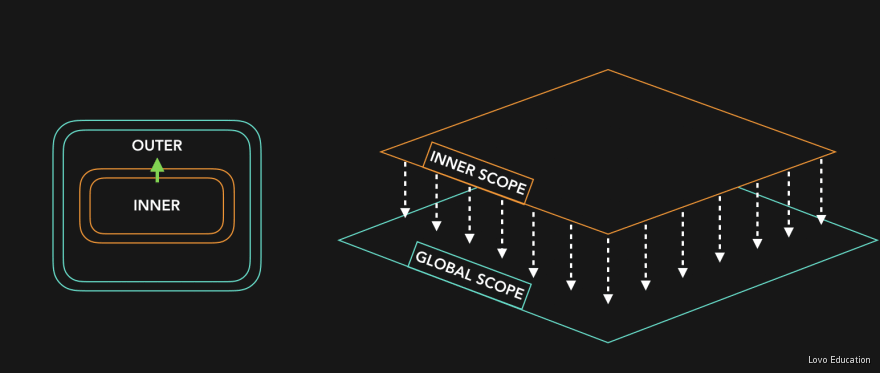 OUTER
INNER
INNER SCOPE
GLOBAL SCOPE
Lovo Education